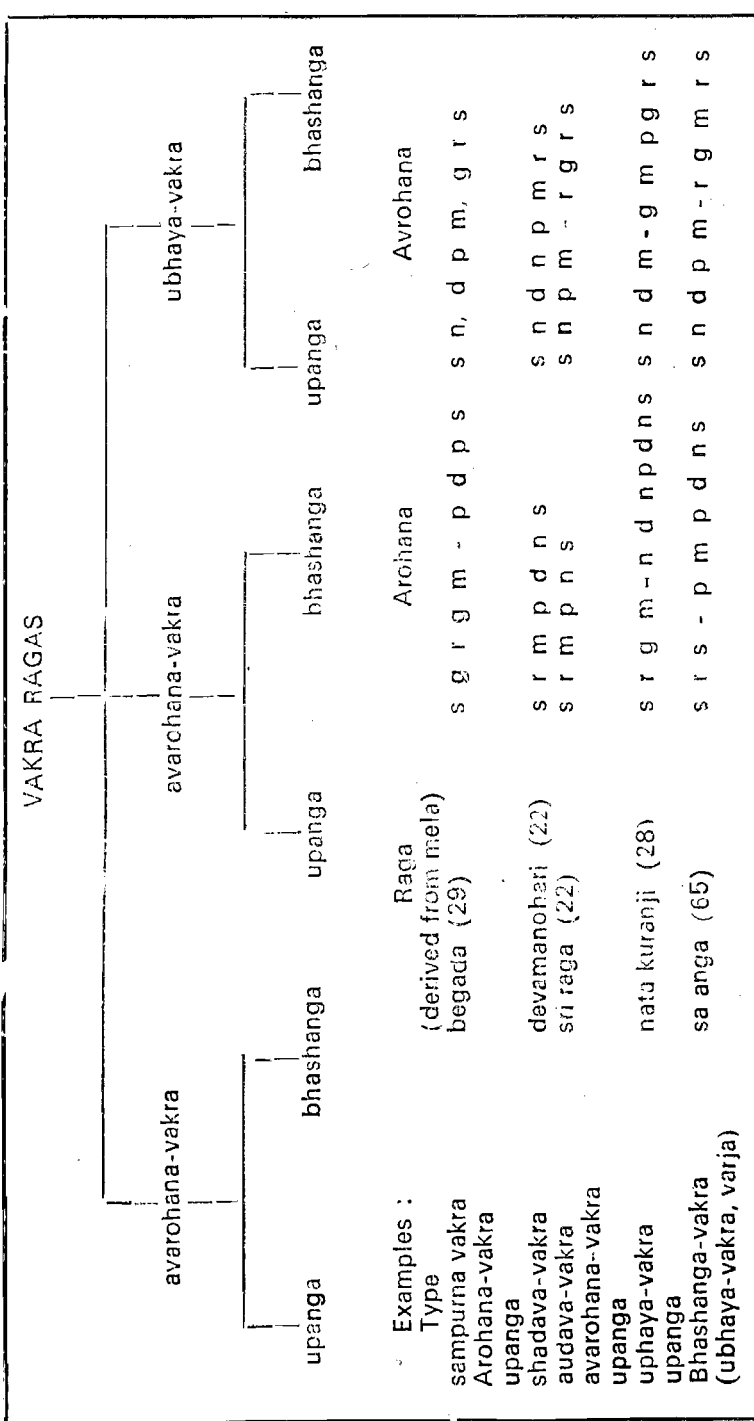 VAKRA RAGAS
avarohana-vakra avarohana-vakra ubhaya-vakra
upanga bhashanga upanga bhashanga upanga bhashanga
Examples :
Type Raga Arohana Avrohana
(derived from mela)
sampurna vakra begada (29) s g r g m - p d p s s n, d p m, g r s
Arohana-vakra
upanga
shadava-vakra devamanohari (22) s r m p d n s s n d n p m r s
audava-vakra sri raga (22) s r m p n s s n p m - r g r s
avarohana-vakra
upanga
uphaya-vakra nata kuranji (28) s r g m - n d n p d n s s n d m - g m p g r s
upanga
Bhashanga-vakra sa anga (65) s r s - p m p d n s s n d p m - r g m r s
(ubhaya-vakra, varja)